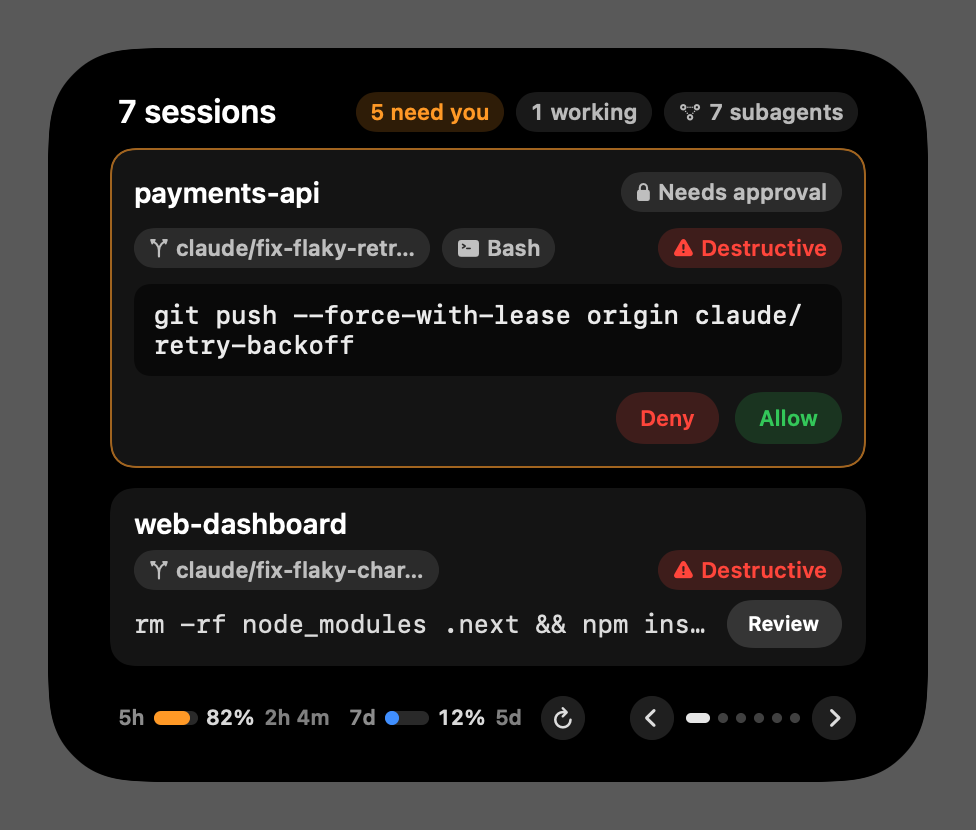 7 sessions 5 need you 1 working 7 subagents
payments-api Needs approval
claude/fix-flaky-retr... Bash Destructive
git push --force-with-lease origin claude/
retry-backoff
Deny Allow
web-dashboard
claude/fix-flaky-char... Destructive
rm -rf node_modules .next && npm ins… Review
5h 82% 2h 4m 7d 12% 5d